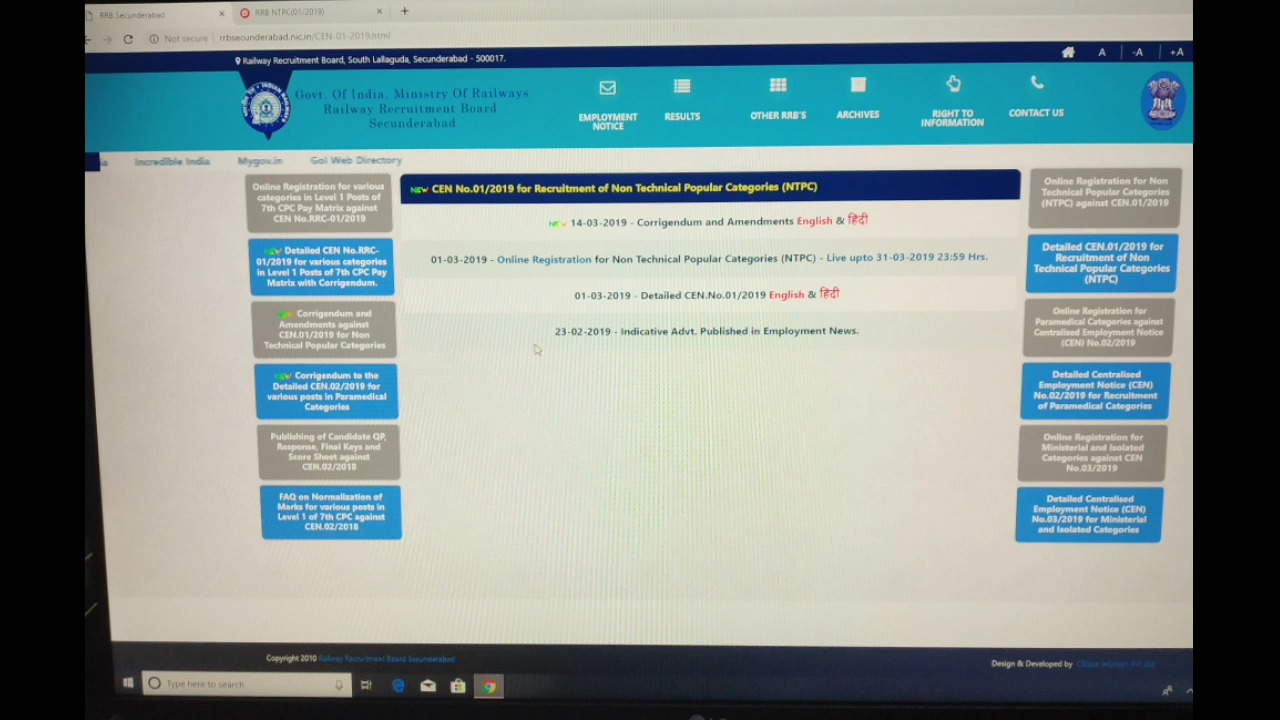 RRB Secunderabad
RRB NTPC(01/2019)
Not secure
rrbsecunderabad.nic.in/CEN-01-2019.html
Railway Recruitment Board, South Lallaguda, Secunderabad - 500017.
A
-A
+A
Govt. Of India. Ministry Of Railways
Railway Recruitment Board
Secunderabad
EMPLOYMENT
NOTICE
RESULTS
OTHER RRB'S
ARCHIVES
RIGHT TO
INFORMATION
CONTACT US
Incredible India
Mygov.in
GoI Web Directory
Online Registration for various
categories in Level 1 Posts of
7th CPC Pay Matrix against
CEN No.RRC-01/2019
NEW Detailed CEN No.RRC-
01/2019 for various categories
in Level 1 Posts of 7th CPC Pay
Matrix with Corrigendum.
NEW Corrigendum and
Amendments against
CEN.01/2019 for Non
Technical Popular Categories
NEW Corrigendum to the
Detailed CEN.02/2019 for
various posts in Paramedical
Categories
Publishing of Candidate QP,
Response, Final Keys and
Score Sheet against
CEN.02/2018
FAQ on Normalization of
Marks for various posts in
Level 1 of 7th CPC against
CEN.02/2018
NEW CEN No.01/2019 for Recruitment of Non Technical Popular Categories (NTPC)
NEW 14-03-2019 - Corrigendum and Amendments English & हिंदी
01-03-2019 - Online Registration for Non Technical Popular Categories (NTPC) - Live upto 31-03-2019 23:59 Hrs.
01-03-2019 - Detailed CEN.No.01/2019 English & हिंदी
23-02-2019 - Indicative Advt. Published in Employment News.
Online Registration for Non
Technical Popular Categories
(NTPC) against CEN.01/2019
Detailed CEN.01/2019 for
Recruitment of Non
Technical Popular Categories
(NTPC)
Online Registration for
Paramedical Categories against
Centralised Employment Notice
(CEN) No.02/2019
Detailed Centralised
Employment Notice (CEN)
No.02/2019 for Recruitment
of Paramedical Categories
Online Registration for
Ministerial and Isolated
Categories against CEN
No.03/2019
Detailed Centralised
Employment Notice (CEN)
No.03/2019 for Ministerial
and Isolated Categories
Copyright 2010 Railway Recruitment Board Secunderabad
Design & Developed by
Type here to search